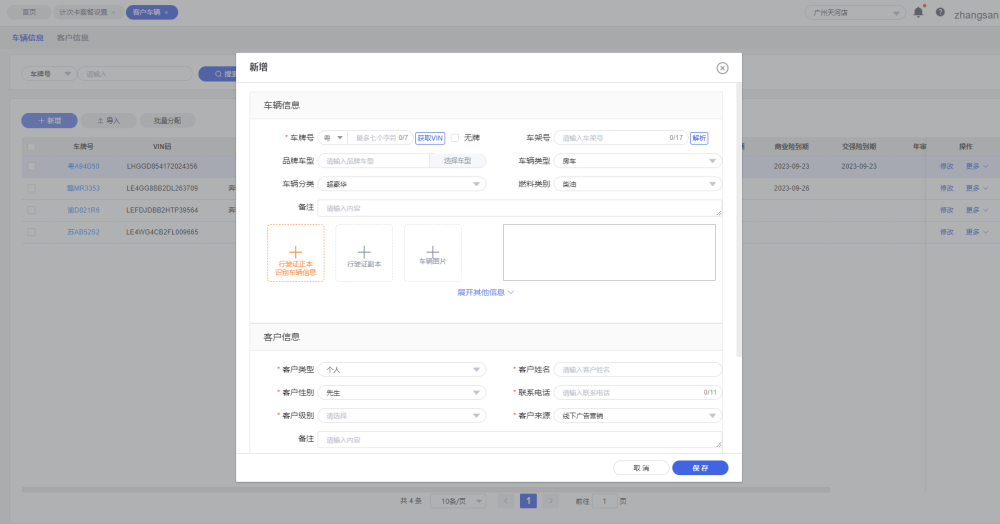 首页 计次卡套餐设置 × 客户车辆 × 广州天河店 zhangsan
车辆信息 客户信息
车牌号 请输入 搜索
新增 导入 批量分配
车牌号 VIN码 商业险到期 交强险到期 年审 操作
粤A84D00 LHGGD854172024356 2023-09-23 2023-09-23 修改 更多
LE4GG8BB2DL263709 2023-09-26 修改 更多
渝D821R6 LEFDJDBB2HTP39564 修改 更多
苏AB5252 LE4WG4CB2FL009665 修改 更多
新增
车辆信息
* 车牌号 粤 最多七个字符 0/7 获取VIN 无牌 车架号 请输入车架号 0/17 解析
品牌车型 请输入品牌车型 选择车型 车辆类型 房车
车辆分类 超豪华 燃料类别 柴油
备注 请输入内容
行驶证正本
识别车辆信息
行驶证副本
车辆图片
展开其他信息
客户信息
* 客户类型 个人 * 客户姓名 请输入客户姓名
* 客户性别 先生 * 联系电话 请输入联系电话 0/11
* 客户级别 请选择 * 客户来源 线下广告营销
备注 请输入内容
取 消 保 存
共 4 条 10条/页 1 前往 1 页